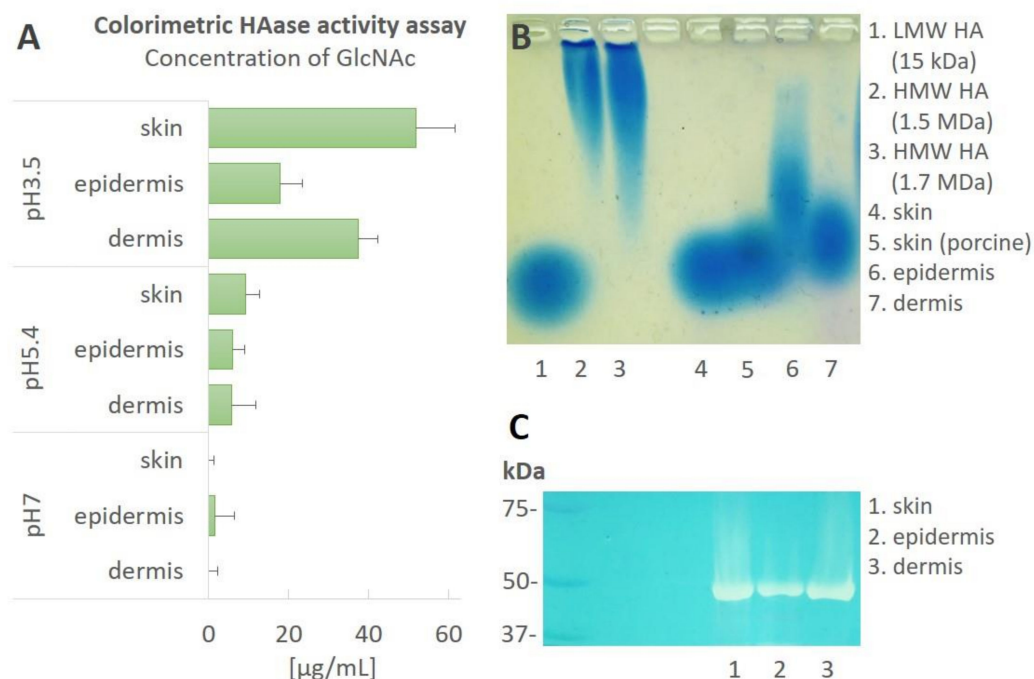 A
Colorimetric HAase activity assay
Concentration of GlcNAc
pH3.5
skin
epidermis
dermis
pH5.4
skin
epidermis
dermis
pH7
skin
epidermis
dermis
0 20 40 60
[µg/mL]
B
1. LMW HA
(15 kDa)
2. HMW HA
(1.5 MDa)
3. HMW HA
(1.7 MDa)
4. skin
5. skin (porcine)
6. epidermis
7. dermis
1 2 3 4 5 6 7
C
kDa
75-
50-
37-
1. skin
2. epidermis
3. dermis
1 2 3